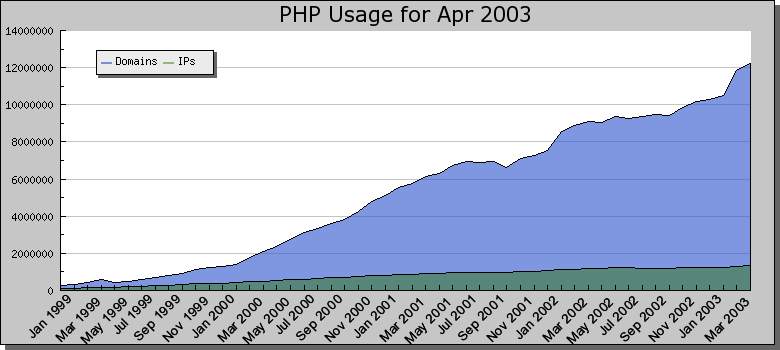 PHP Usage for Apr 2003
14000000
Domains IPs
12000000
10000000
8000000
6000000
4000000
2000000
0
Jan 1999 Mar 1999 May 1999 Jul 1999 Sep 1999 Nov 1999 Jan 2000 Mar 2000 May 2000 Jul 2000 Sep 2000 Nov 2000 Jan 2001 Mar 2001 May 2001 Jul 2001 Sep 2001 Nov 2001 Jan 2002 Mar 2002 May 2002 Jul 2002 Sep 2002 Nov 2002 Jan 2003 Mar 2003